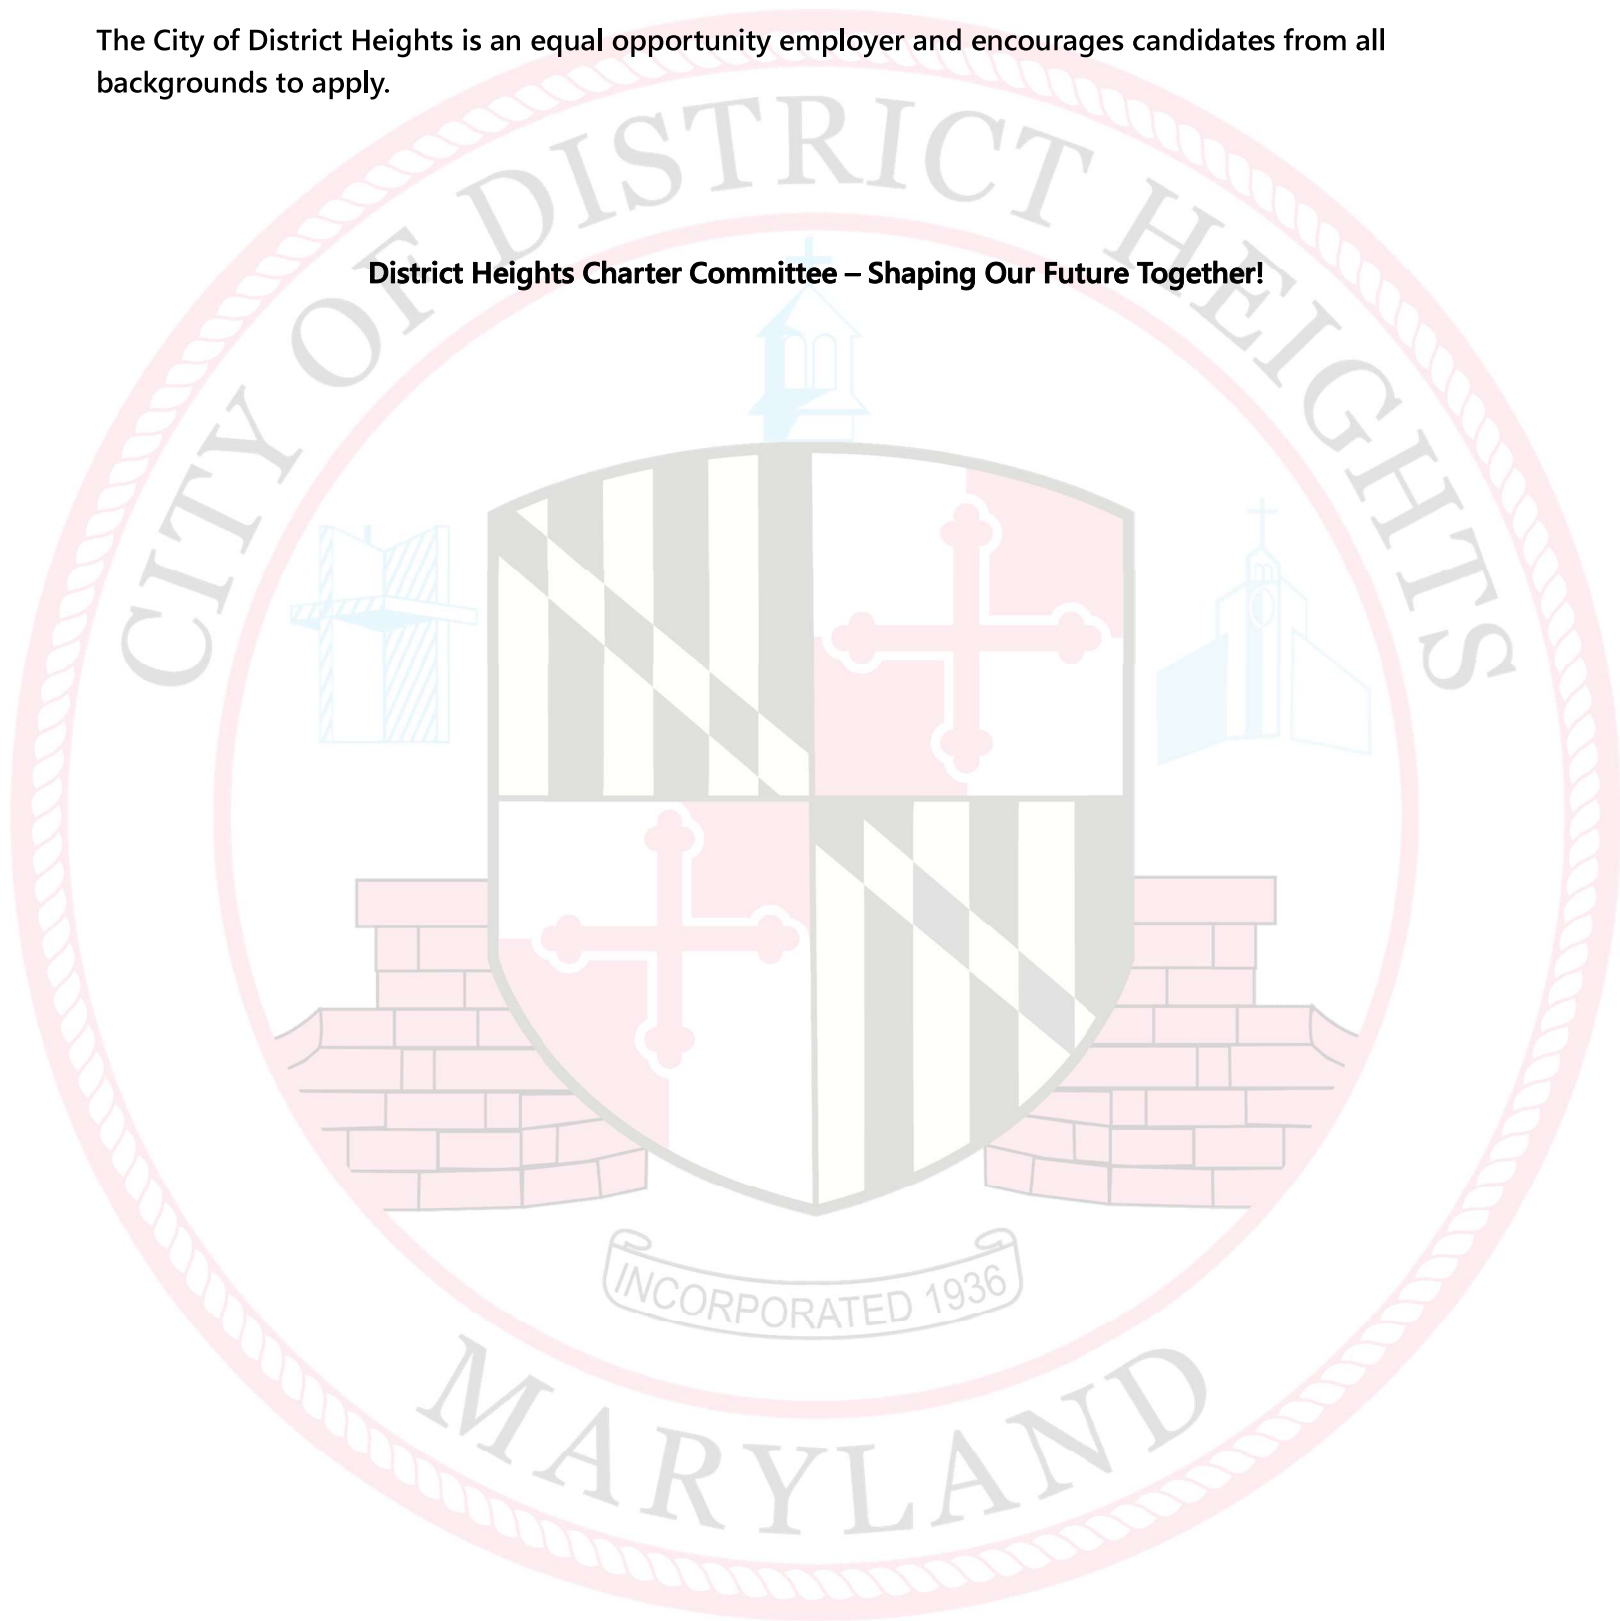 The City of District Heights is an equal opportunity employer and encourages candidates from all
backgrounds to apply.
CITY OF DISTRICT HEIGHTS
District Heights Charter Committee – Shaping Our Future Together!
INCORPORATED 1936
MARYLAND